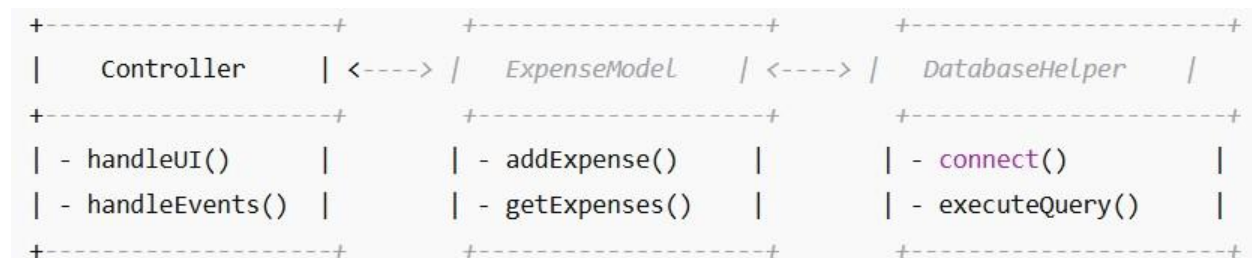 +---------------------+        +---------------------+        +-----------------------+
|     Controller      | <----> |     ExpenseModel    | <----> |     DatabaseHelper    |
+---------------------+        +---------------------+        +-----------------------+
| - handleUI()        |        | - addExpense()      |        | - connect()           |
| - handleEvents()    |        | - getExpenses()     |        | - executeQuery()      |
+---------------------+        +---------------------+        +-----------------------+